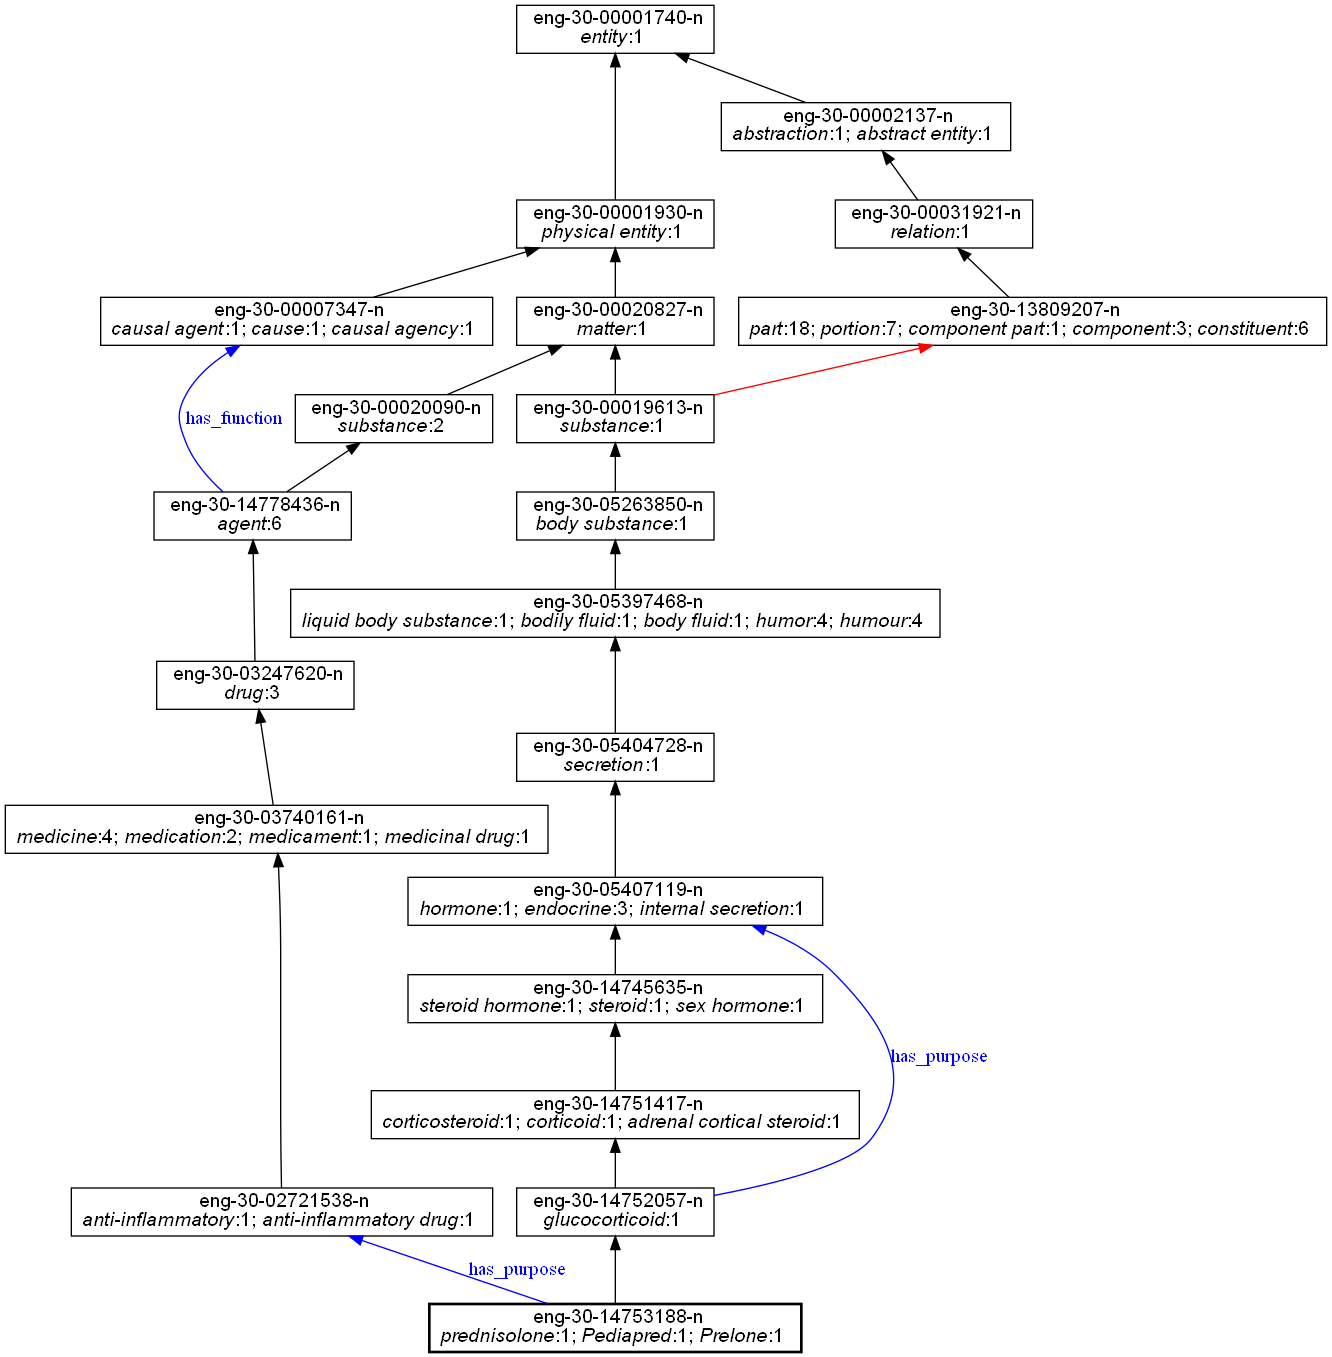 eng-30-00001740-n
entity:1
eng-30-00002137-n
abstraction:1; abstract entity:1
eng-30-00001930-n
physical entity:1
eng-30-00031921-n
relation:1
eng-30-00007347-n
causal agent:1; cause:1; causal agency:1
eng-30-00020827-n
matter:1
eng-30-13809207-n
part:18; portion:7; component part:1; component:3; constituent:6
has_function
eng-30-00020090-n
substance:2
eng-30-00019613-n
substance:1
eng-30-14778436-n
agent:6
eng-30-05263850-n
body substance:1
eng-30-05397468-n
liquid body substance:1; bodily fluid:1; body fluid:1; humor:4; humour:4
eng-30-03247620-n
drug:3
eng-30-05404728-n
secretion:1
eng-30-03740161-n
medicine:4; medication:2; medicament:1; medicinal drug:1
eng-30-05407119-n
hormone:1; endocrine:3; internal secretion:1
eng-30-14745635-n
steroid hormone:1; steroid:1; sex hormone:1
has_purpose
eng-30-14751417-n
corticosteroid:1; corticoid:1; adrenal cortical steroid:1
eng-30-02721538-n
anti-inflammatory:1; anti-inflammatory drug:1
eng-30-14752057-n
glucocorticoid:1
has_purpose
eng-30-14753188-n
prednisolone:1; Pediapred:1; Prelone:1